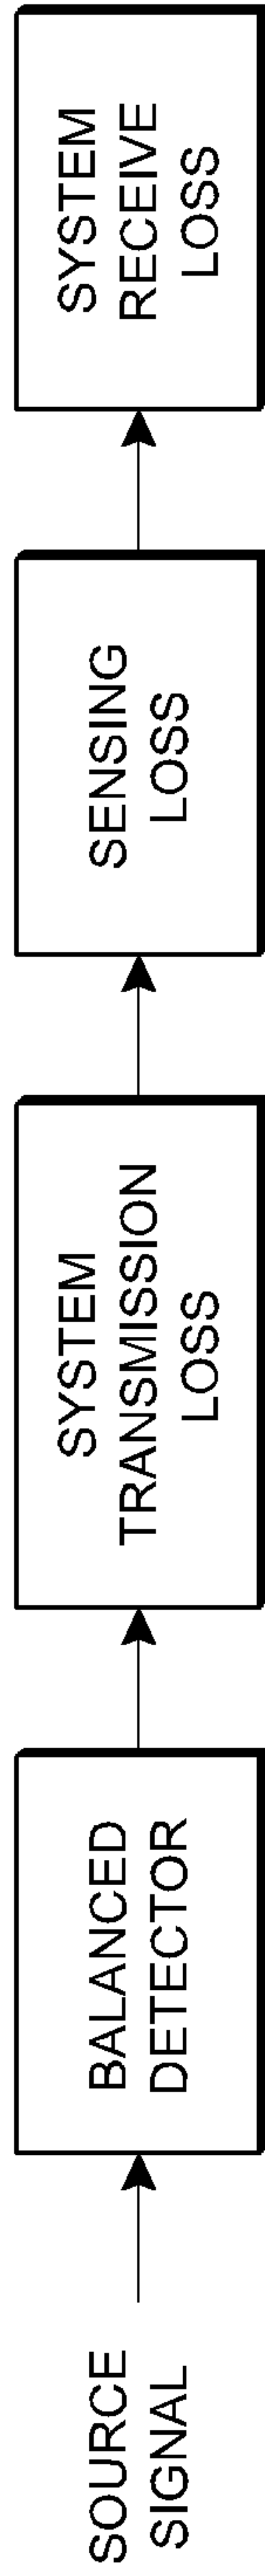 SOURCE
SIGNAL
BALANCED
DETECTOR
SYSTEM
TRANSMISSION
LOSS
SENSING
LOSS
SYSTEM
RECEIVE
LOSS